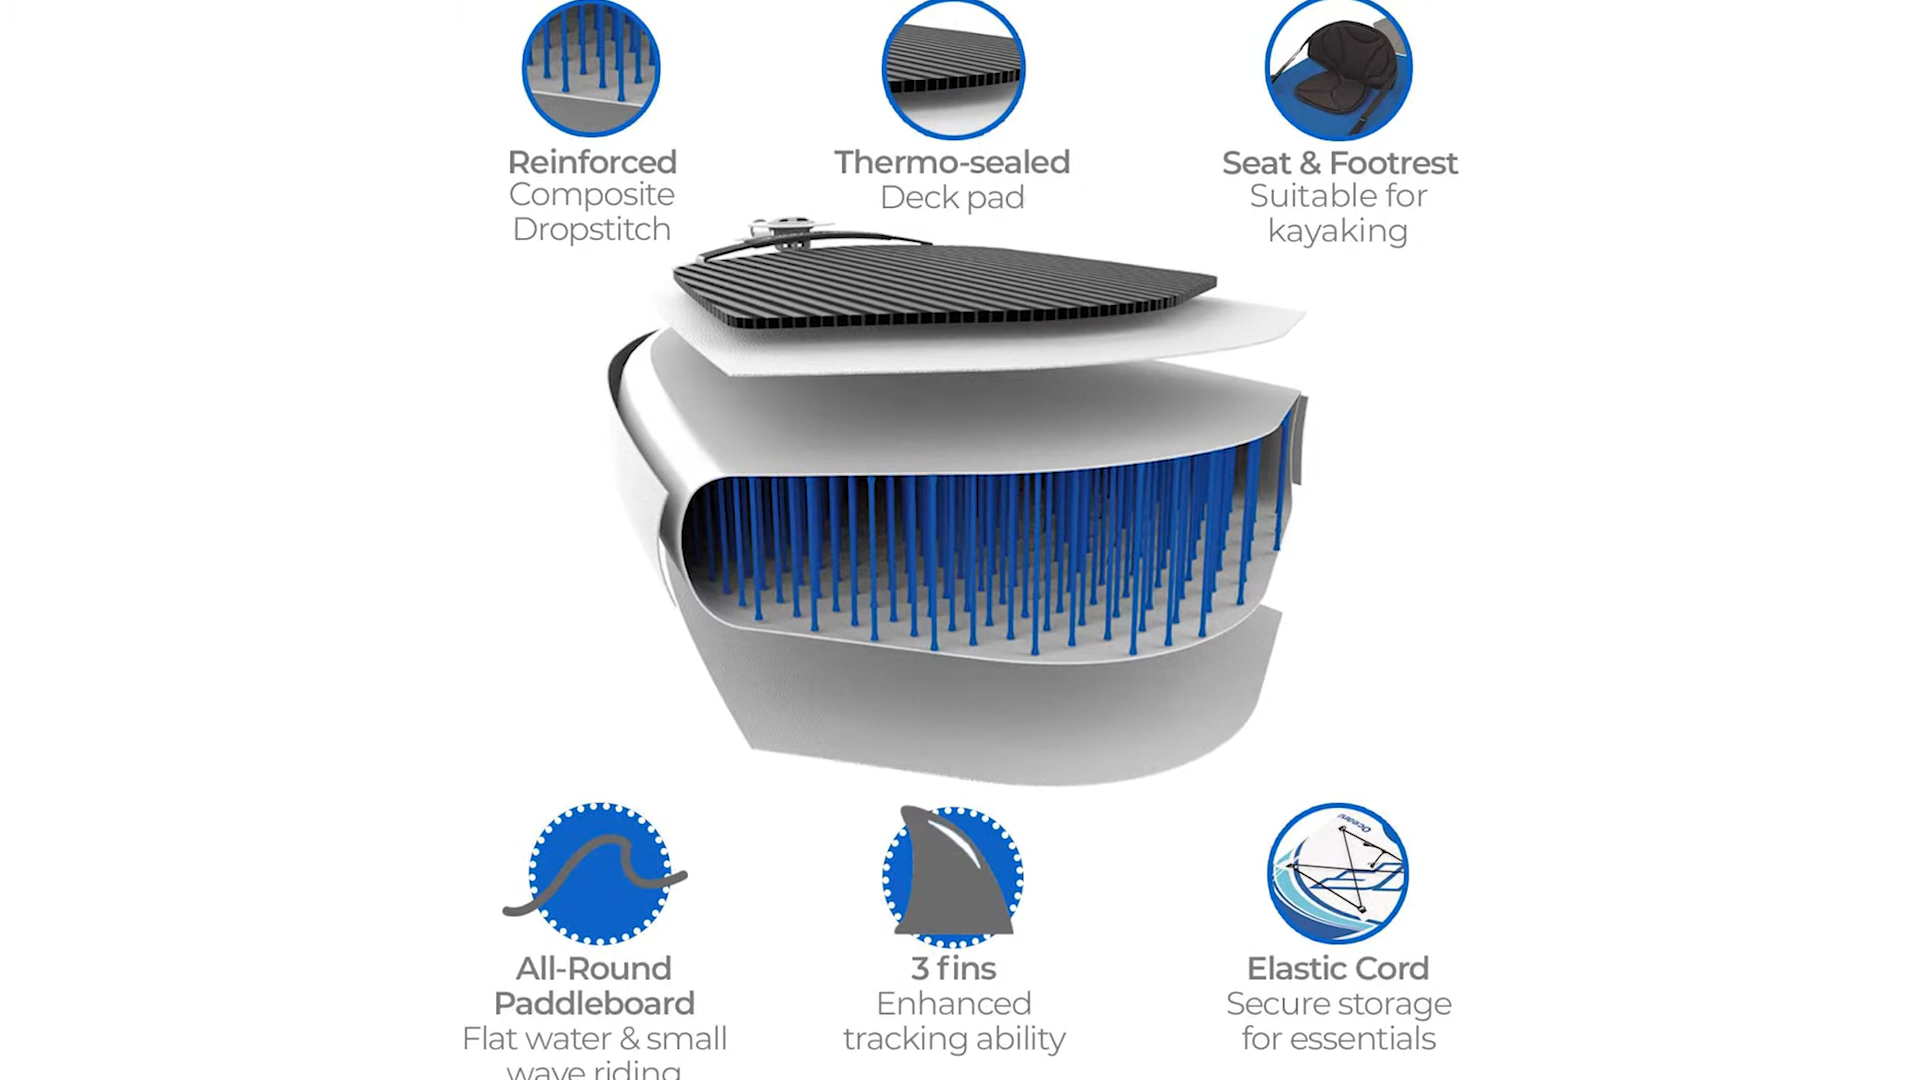 Reinforced
Composite
Dropstitch
Thermo-sealed
Deck pad
Seat & Footrest
Suitable for
kayaking
All-Round
Paddleboard
Flat water & small
wave riding
3 fins
Enhanced
tracking ability
Elastic Cord
Secure storage
for essentials